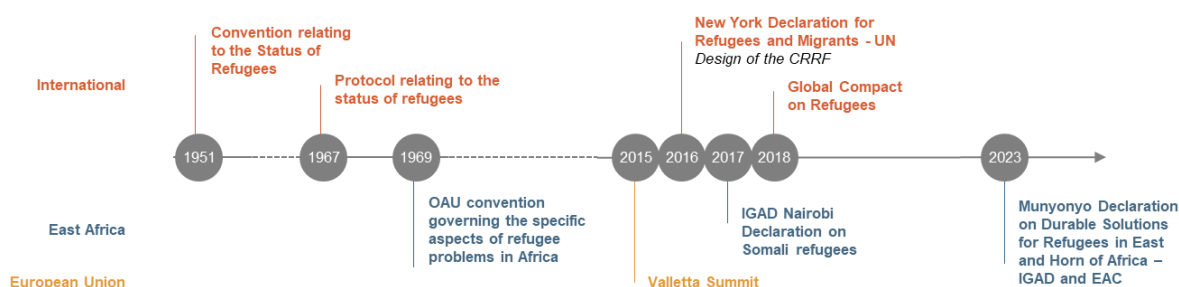 New York Declaration for
Refugees and Migrants - UN
Design of the CRRF
Convention relating
to the Status of
Refugees
Protocol relating to the
status of refugees
International
Global Compact
on Refugees
1951
1967
1969
2015
2016
2017
2018
2023
OAU convention
governing the specific
aspects of refugee
problems in Africa
IGAD Nairobi
Declaration on
Somali refugees
Munyonyo Declaration
on Durable Solutions
for Refugees in East
and Horn of Africa –
IGAD and EAC
East Africa
European Union
Valletta Summit